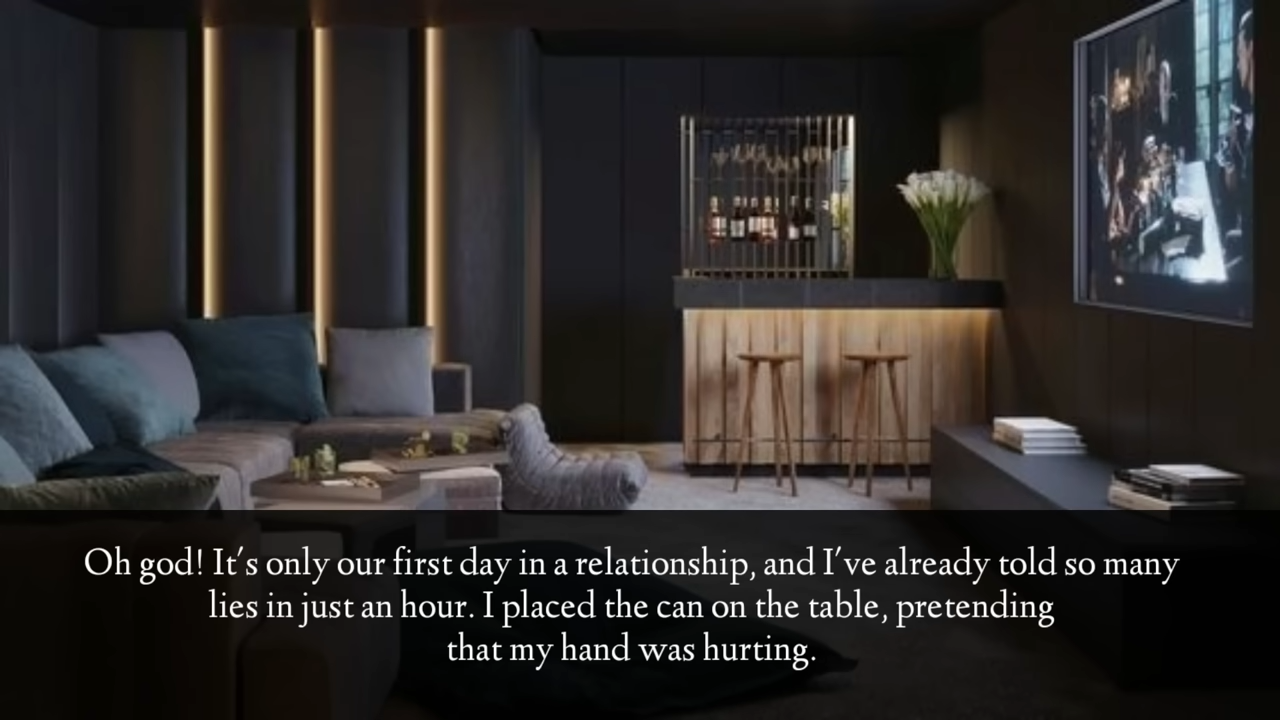 Oh god! It's only our first day in a relationship, and I've already told so many
lies in just an hour. I placed the can on the table, pretending
that my hand was hurting.